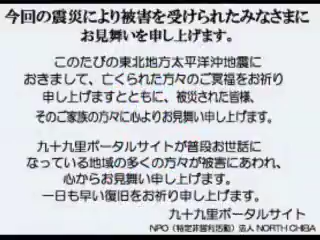 今回の震災により被害を受けられたみなさまに
お見舞いを申し上げます。
このたびの東北地方太平洋沖地震に
おきまして、亡くられた方々のご冥福をお祈り
申し上げますとともに、被災された皆様、
そのご家族の方々に心よりお見舞い申し上げます。
九十九里ポータルサイトが普段お世話に
なっている地域の多くの方々が被害にあわれ、
心からお見舞い申し上げます。
一日も早い復旧をお祈り申し上げます。
九十九里ポータルサイト
NPO（特定非営利活動）法人 NORTH CHIBA